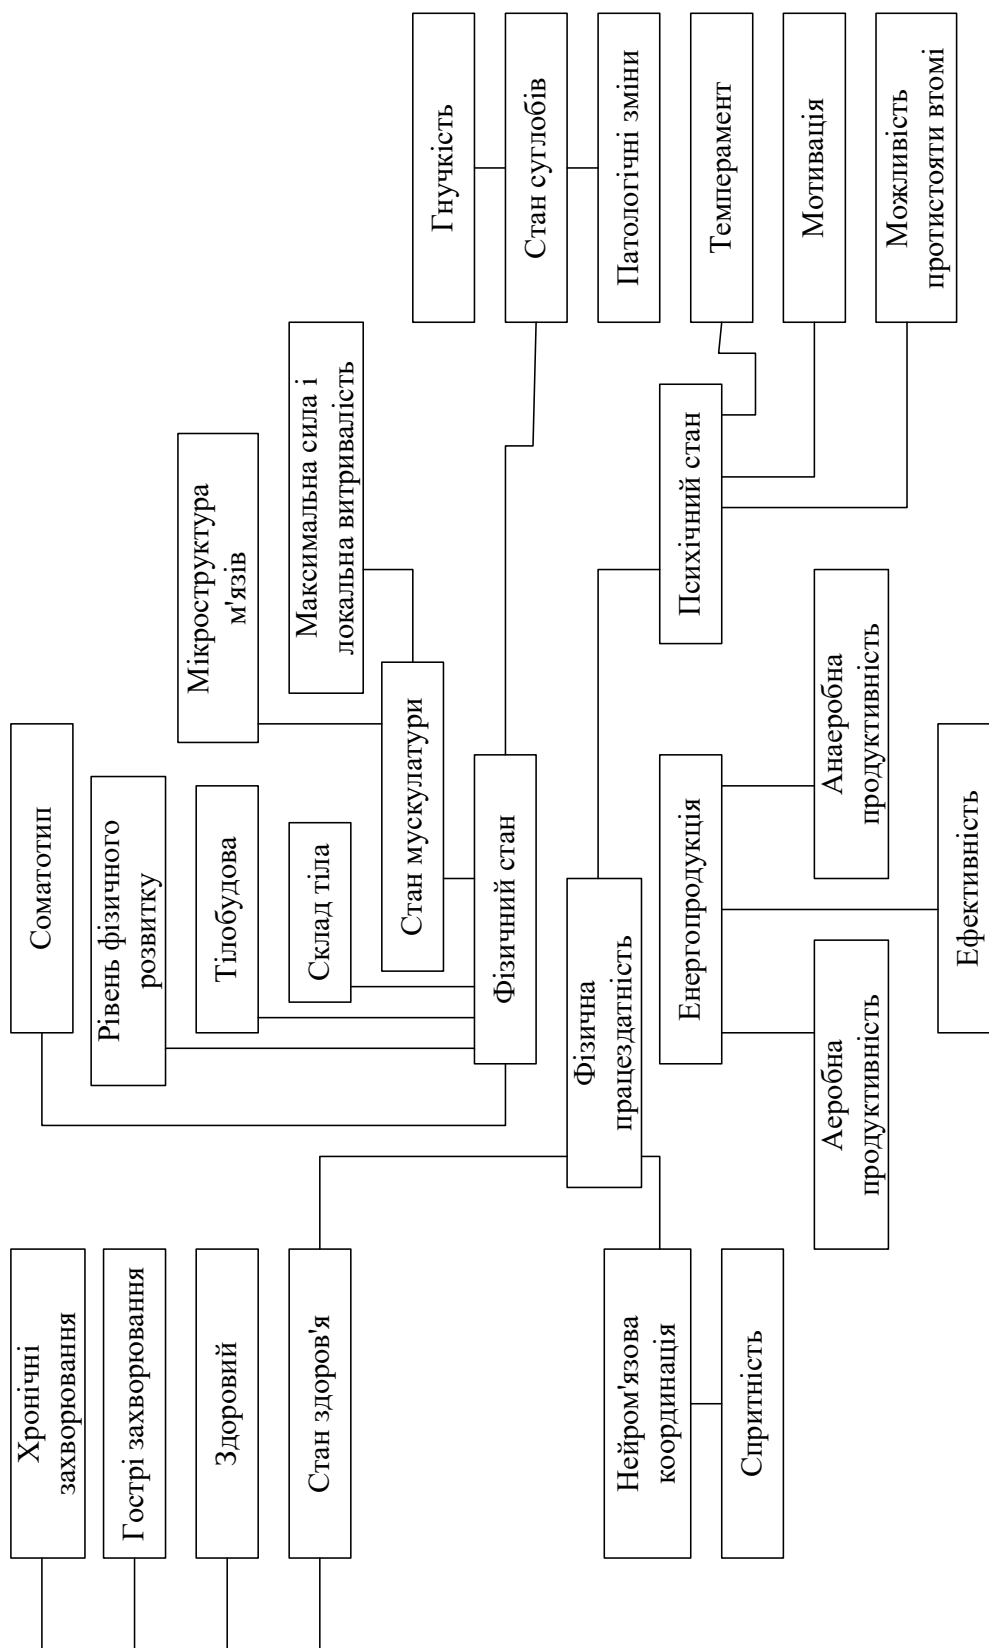 Хронічні
захворювання
Соматотип
Гострі захворювання
Рівень фізичного
розвитку
Здоровий
Тілобудова
Мікроструктура
м'язів
Стан здоров'я
Склад тіла
Максимальна сила і
локальна витривалість
Стан мускулатури
Гнучкість
Фізичний стан
Стан суглобів
Фізична
працездатність
Патологічні зміни
Нейром'язова
координація
Енергопродукція
Психічний стан
Темперамент
Спритність
Аеробна
продуктивність
Анаеробна
продуктивність
Мотивація
Можливість
протистояти втомі
Ефективність